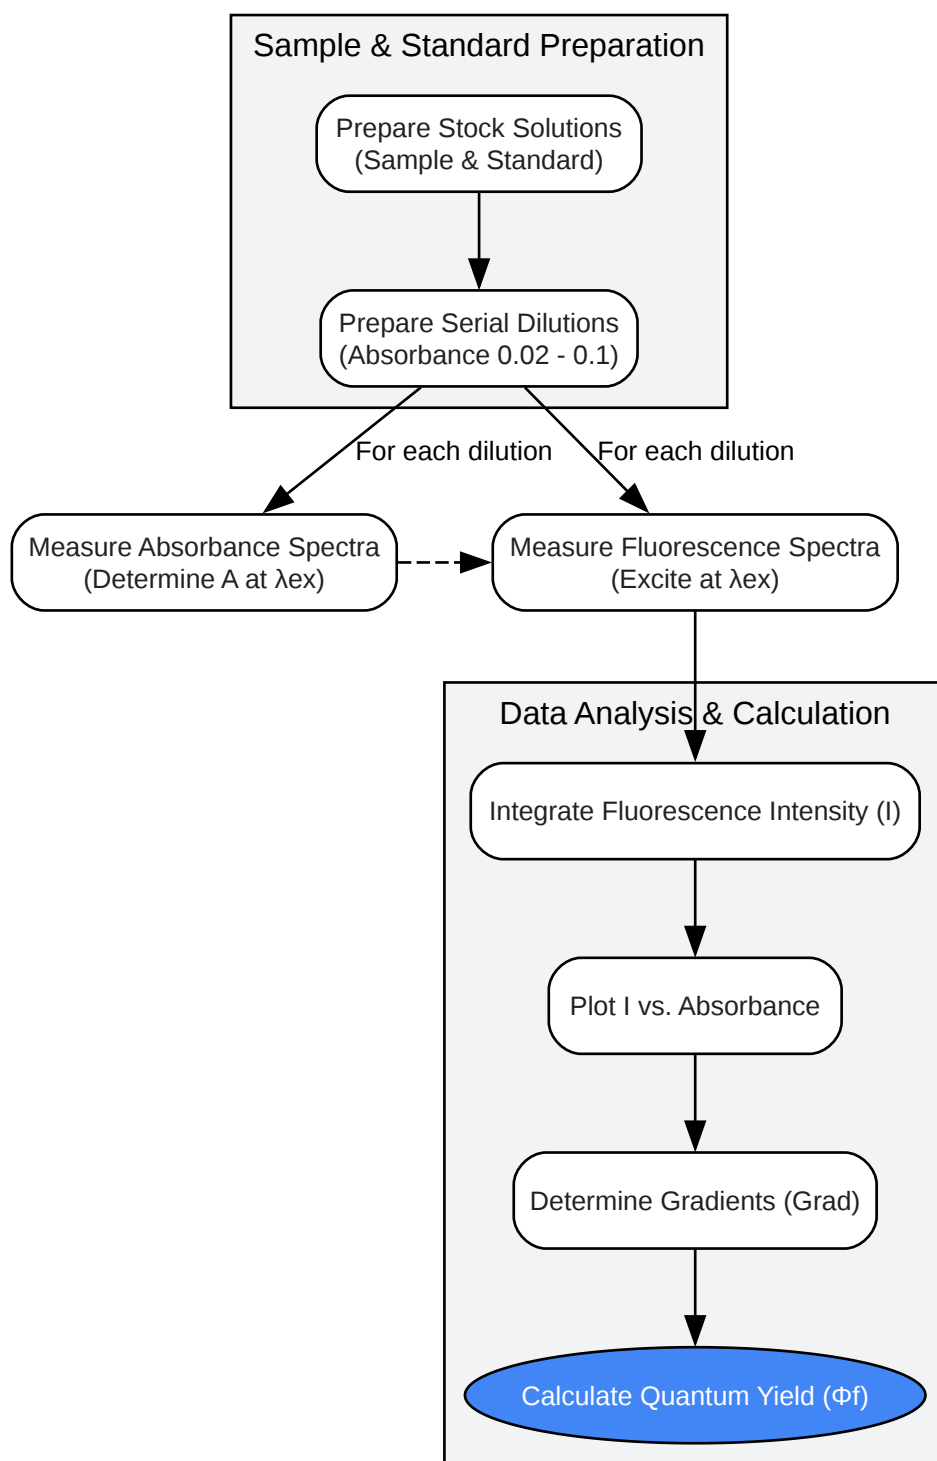 Sample & Standard Preparation
Prepare Stock Solutions
(Sample & Standard)
Prepare Serial Dilutions
(Absorbance 0.02 - 0.1)
For each dilution
For each dilution
Measure Absorbance Spectra
(Determine A at λex)
Measure Fluorescence Spectra
(Excite at λex)
Data Analysis & Calculation
Integrate Fluorescence Intensity (I)
Plot I vs. Absorbance
Determine Gradients (Grad)
Calculate Quantum Yield (Φf)